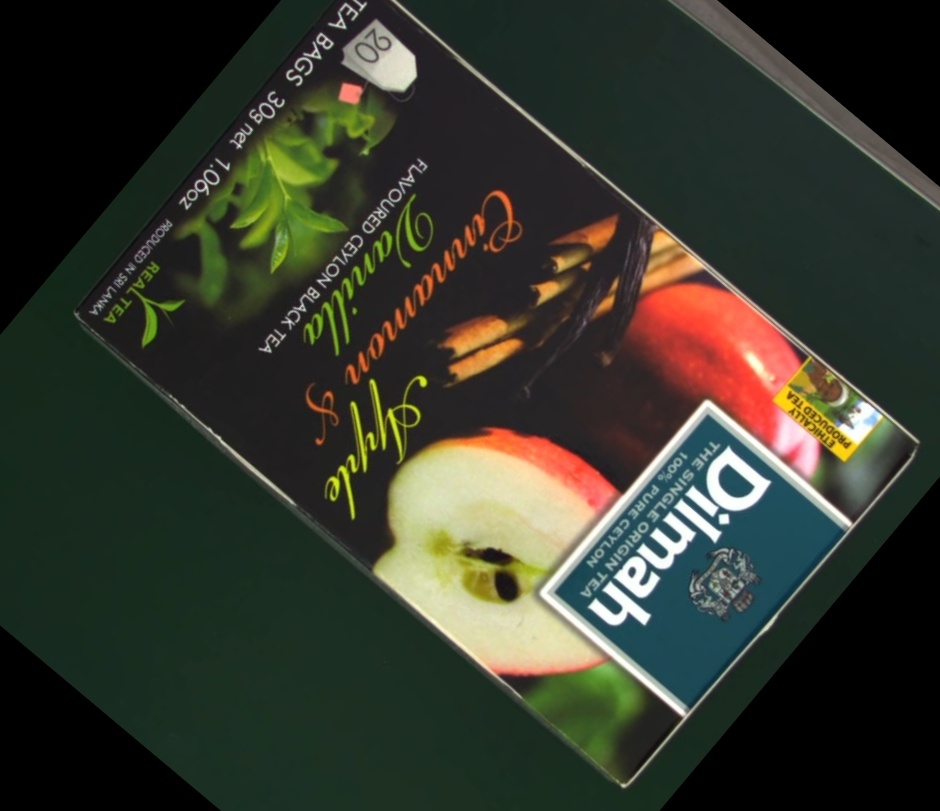 Dilmah
THE SINGLE ORIGIN TEA
100% PURE CEYLON
ETHICALLY
PRODUCED TEA
Cinnamon &
Vanilla
Apple
FLAVOURED CEYLON BLACK TEA
REAL TEA
PRODUCED IN SRI LANKA
20
TEA BAGS 30g net 1.06oz